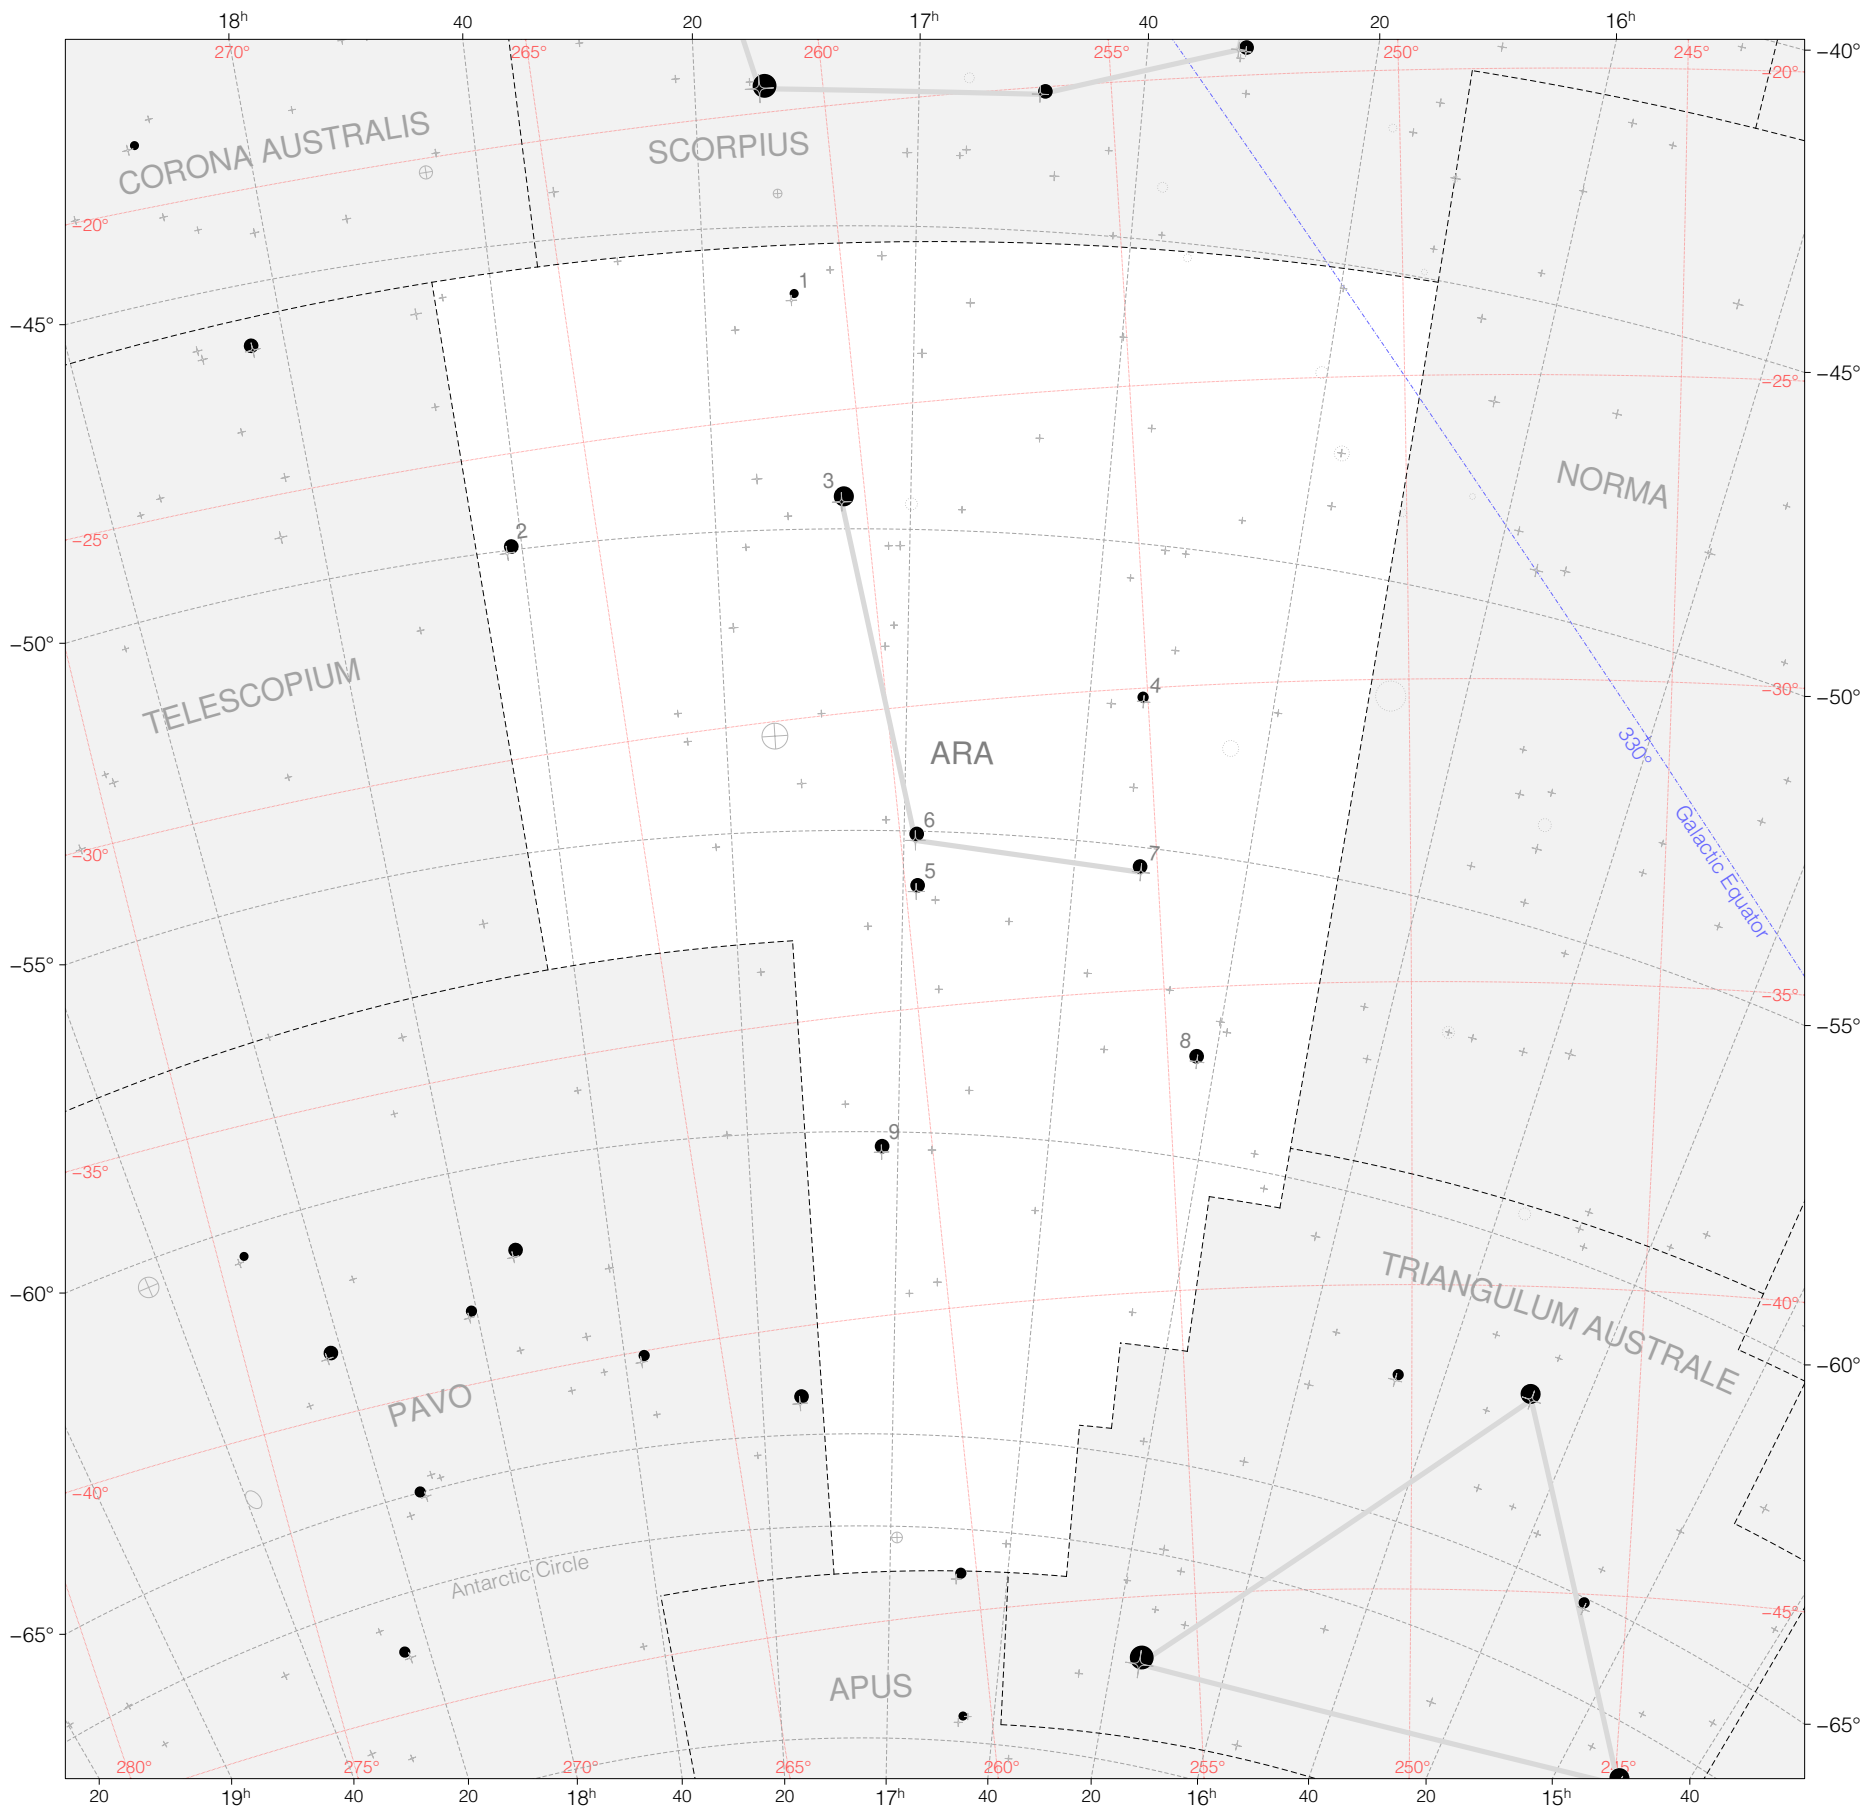 18h 40 20 17h 40 20 16h
270° 265° 260° 255° 250° 245°
−40°
−20°
CORONA AUSTRALIS
SCORPIUS
−20°
1
−45°
−45°
−25°
3
NORMA
2
−25°
−50°
TELESCOPIUM
4
−30°
−50°
ARA
330°
6
Galactic Equator
−30°
7
5
−55°
−35°
−55°
8
9
−35°
−60°
TRIANGULUM AUSTRALE
−40°
−60°
PAVO
−40°
Antarctic Circle
−45°
−65°
APUS
−65°
280° 275° 270° 265° 260° 255° 250° 245°
20 19h 40 20 18h 40 20 17h 40 20 16h 40 20 15h 40